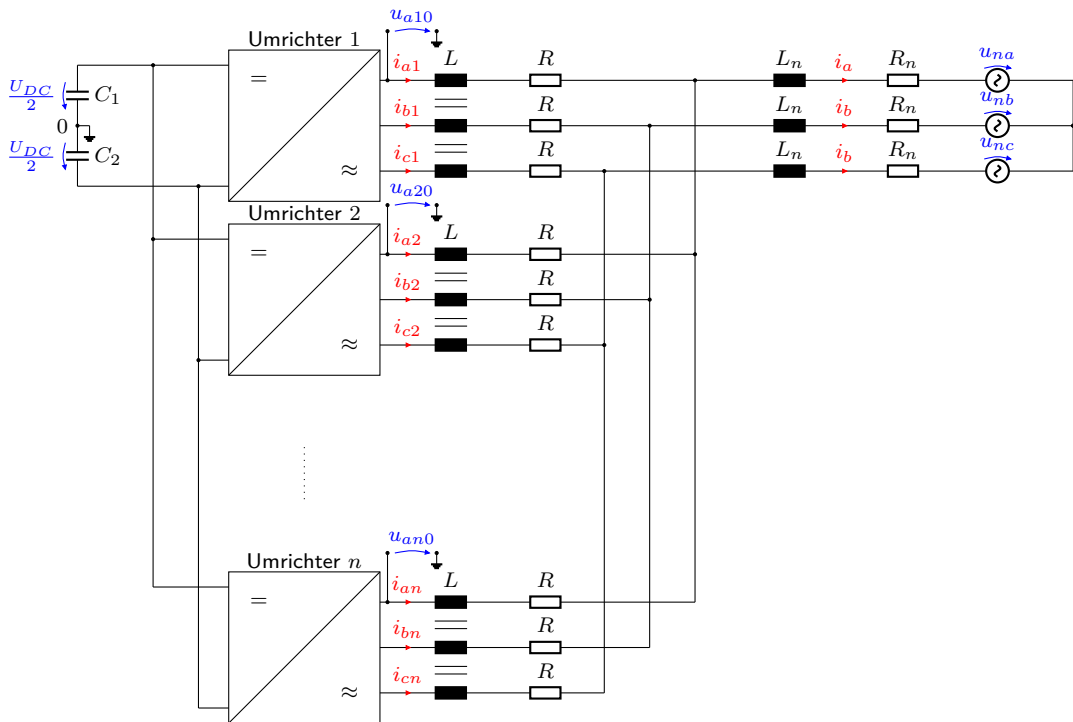 Umrichter 1
u_{a10}
=
≈
i_{a1} L R
i_{b1} R
i_{c1} R
L_n i_a R_n u_{na}
L_n i_b R_n u_{nb}
L_n i_b R_n u_{nc}
\frac{U_{DC}}{2} C_1
0
\frac{U_{DC}}{2} C_2
Umrichter 2
u_{a20}
=
≈
i_{a2} L R
i_{b2} R
i_{c2} R
Umrichter n
u_{an0}
=
≈
i_{an} L R
i_{bn} R
i_{cn} R